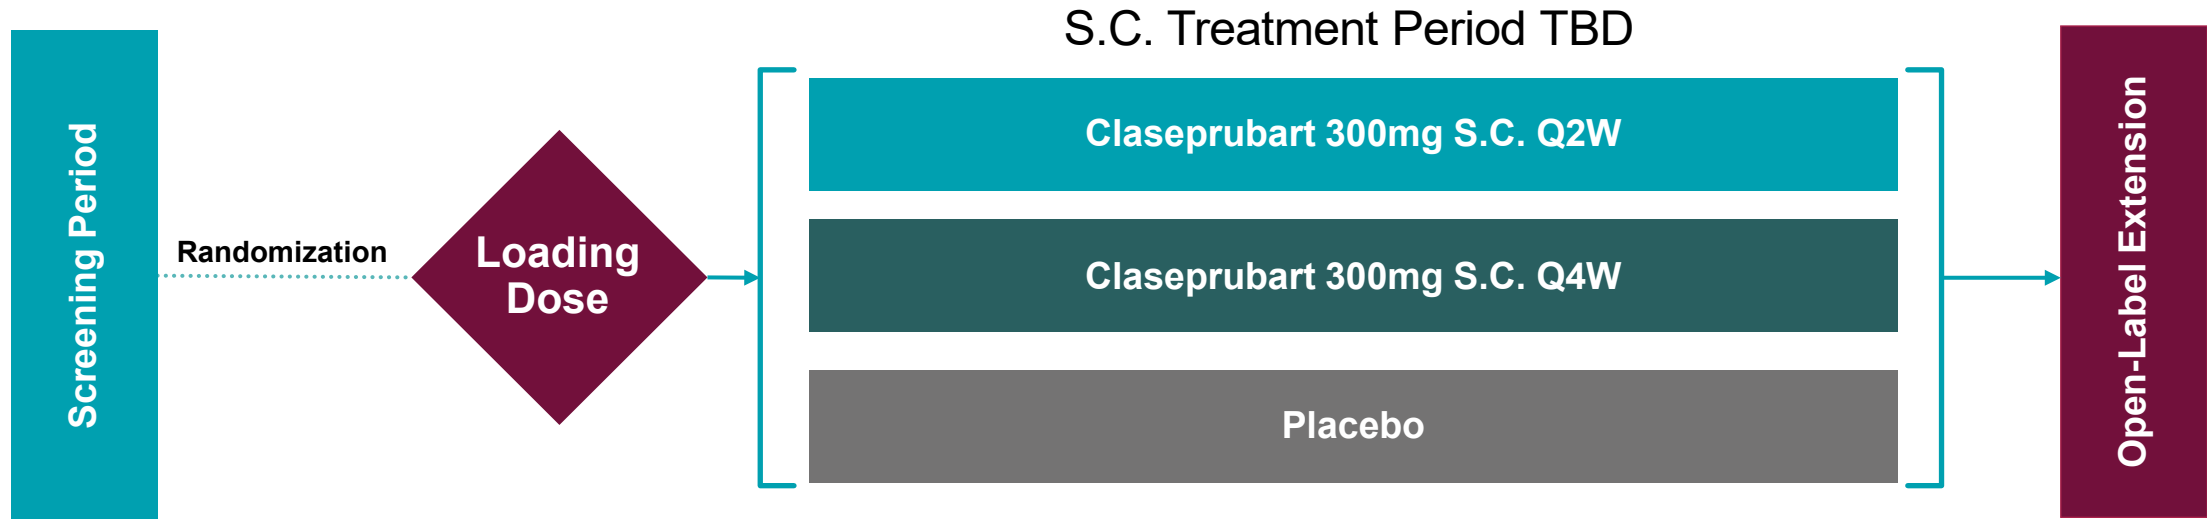 S.C. Treatment Period TBD
Screening Period
Randomization
Loading
Dose
Claseprubart 300mg S.C. Q2W
Claseprubart 300mg S.C. Q4W
Placebo
Open-Label Extension